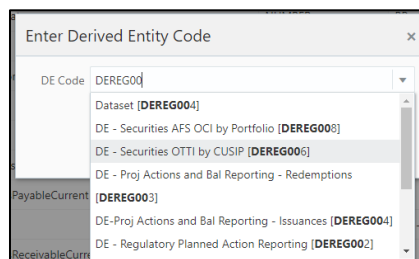 Enter Derived Entity Code ×
DE Code DEREG00
Dataset [DEREG004]
DE - Securities AFS OCI by Portfolio [DEREG008]
DE - Securities OTTI by CUSIP [DEREG006]
DE - Proj Actions and Bal Reporting - Redemptions
[DEREG003]
PayableCurrent
DE-Proj Actions and Bal Reporting - Issuances [DEREG004]
DE - Regulatory Planned Action Reporting [DEREG002]
ReceivableCurre